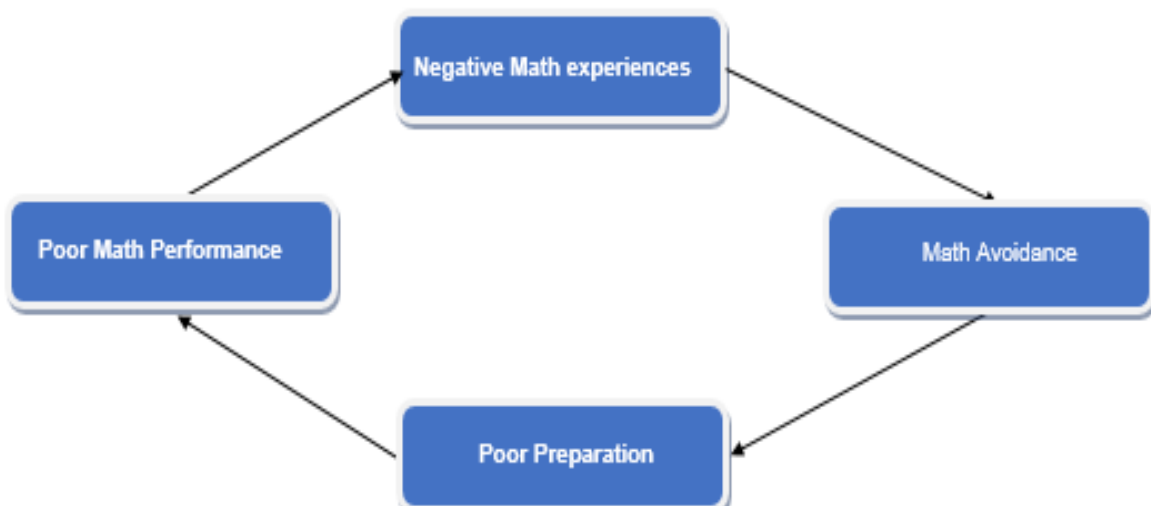 Negative Math experiences
Poor Math Performance
Math Avoidance
Poor Preparation